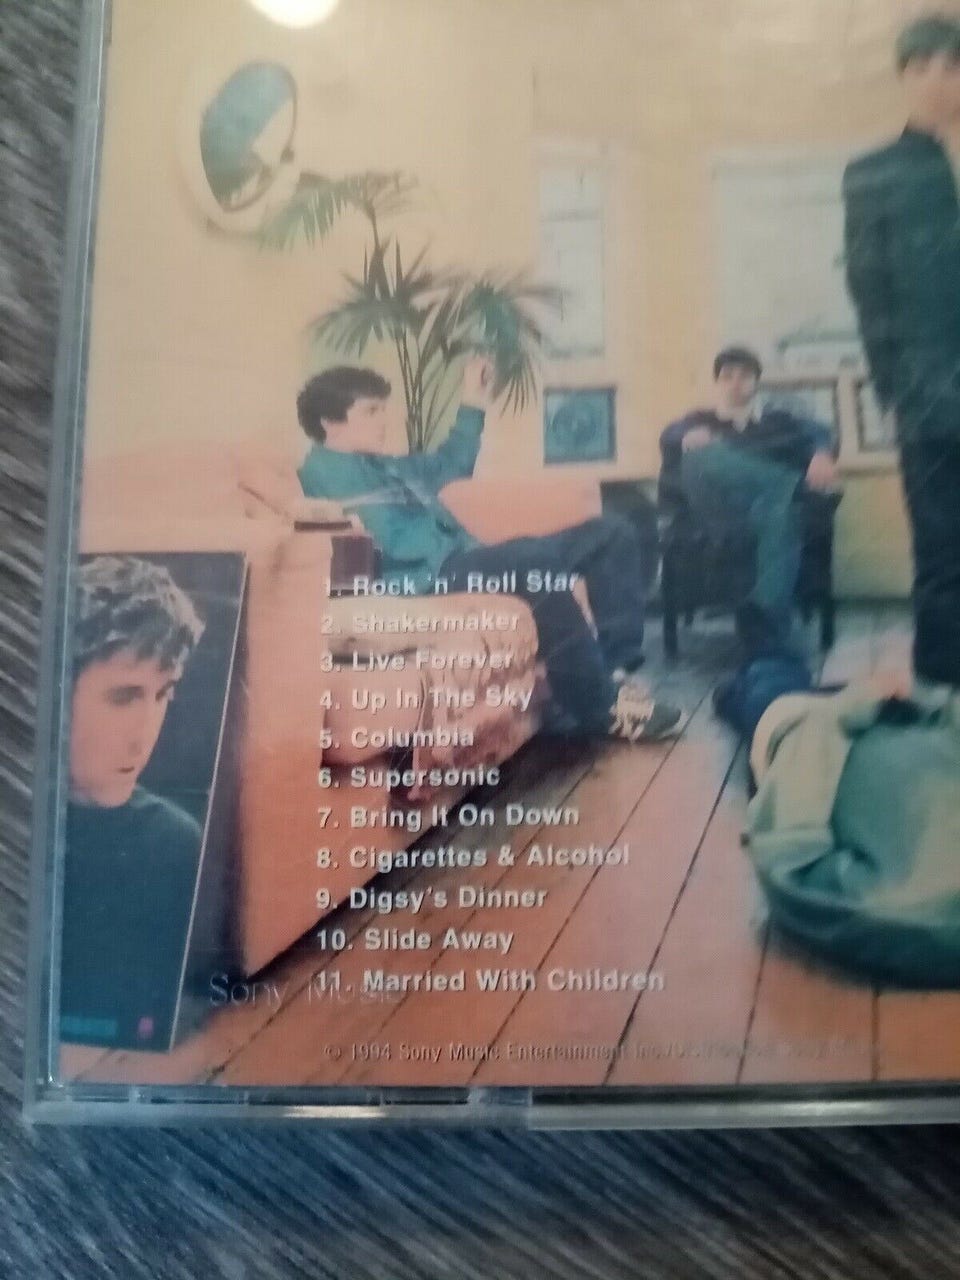 1. Rock 'n' Roll Star
2. Shakermaker
3. Live Forever
4. Up In The Sky
5. Columbia
6. Supersonic
7. Bring It On Down
8. Cigarettes & Alcohol
9. Digsy's Dinner
10. Slide Away
11. Married With Children
Sony Music
© 1994 Sony Music Entertainment Inc.